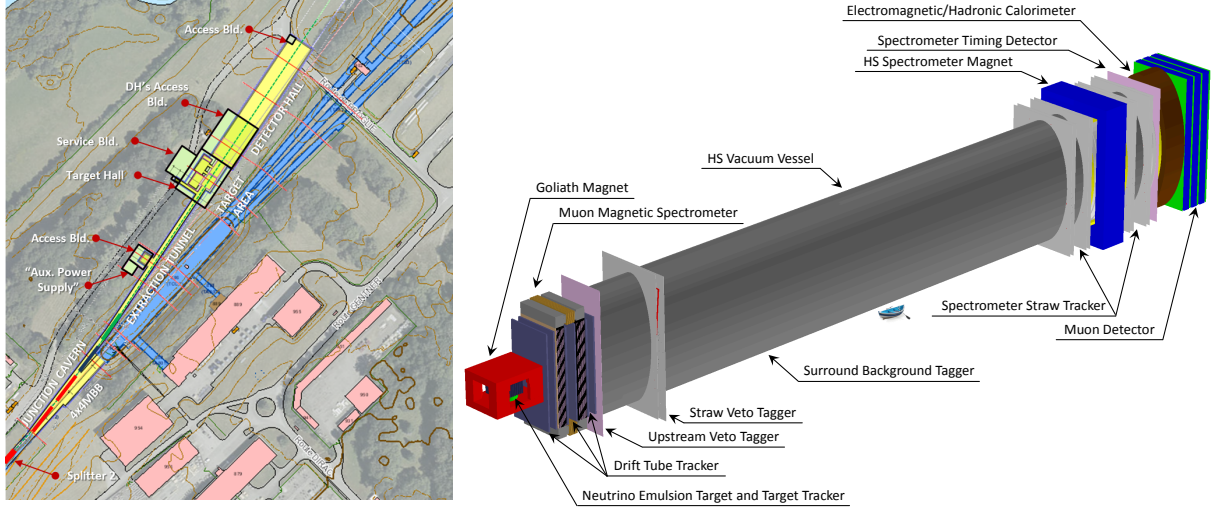 Access Bld.
DH's Access
Bld.
Service Bld.
Target Hall
DETECTOR HALL
TARGET
AREA
Access Bld.
"Aux. Power
Supply"
EXTRACTION TUNNEL
JUNCTION CAVERN
4x4MBB
Splitter 2
Electromagnetic/Hadronic Calorimeter
Spectrometer Timing Detector
HS Spectrometer Magnet
HS Vacuum Vessel
Goliath Magnet
Muon Magnetic Spectrometer
Spectrometer Straw Tracker
Muon Detector
Surround Background Tagger
Straw Veto Tagger
Upstream Veto Tagger
Drift Tube Tracker
Neutrino Emulsion Target and Target Tracker